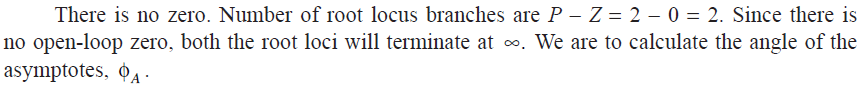 There is no zero. Number of root locus branches are P – Z = 2 – 0 = 2. Since there is
no open-loop zero, both the root loci will terminate at ∞. We are to calculate the angle of the
asymptotes, ϕ_A.